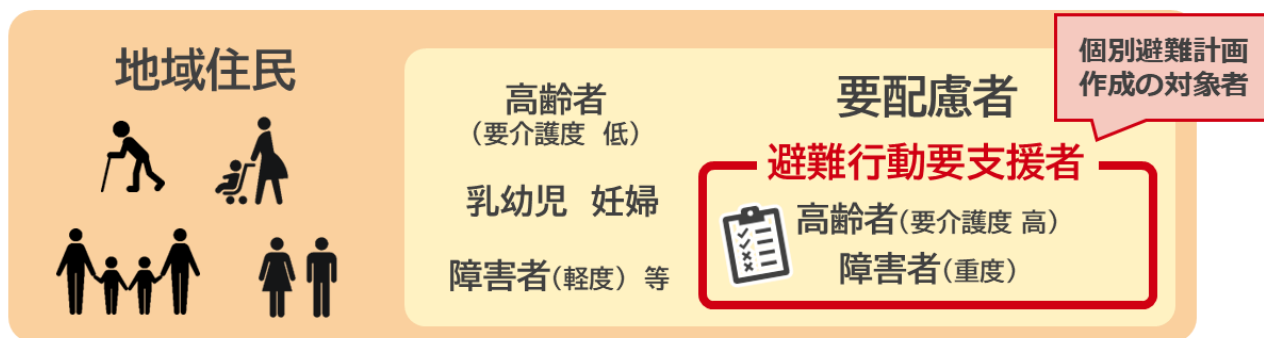 地域住民
高齢者
（要介護度 低）
乳幼児 妊婦
障害者(軽度) 等
要配慮者
個別避難計画
作成の対象者
避難行動要支援者
高齢者(要介護度 高)
障害者(重度)